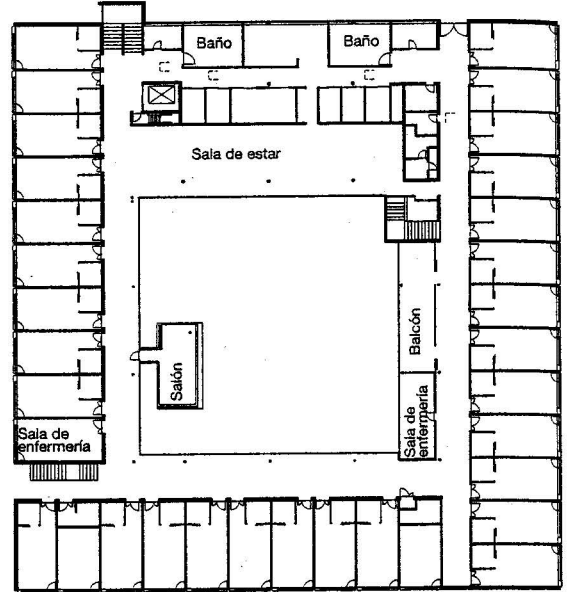 Baño
Baño
Sala de estar
Balcón
Salón
Sala de
enfermería
Sala de
enfermería